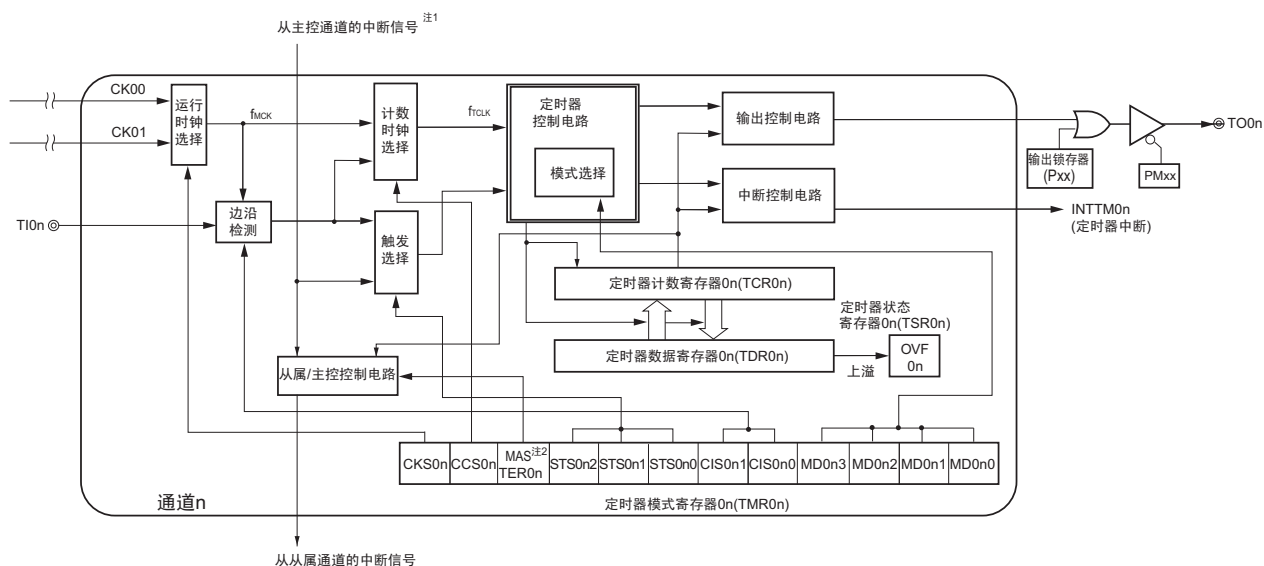 从主控通道的中断信号 注1
CK00
CK01
运行
时钟
选择
fMCK
计数
时钟
选择
fTCLK
定时器
控制电路
模式选择
输出控制电路
中断控制电路
输出锁存器
(Pxx)
PMxx
TO0n
INTTM0n
(定时器中断)
TI0n
边沿
检测
触发
选择
定时器计数寄存器0n(TCR0n)
定时器状态
寄存器0n(TSR0n)
定时器数据寄存器0n(TDR0n)
上溢
OVF
0n
从属/主控控制电路
CKS0n
CCS0n
MAS注2
TER0n
STS0n2
STS0n1
STS0n0
CIS0n1
CIS0n0
MD0n3
MD0n2
MD0n1
MD0n0
通道n
定时器模式寄存器0n(TMR0n)
从从属通道的中断信号